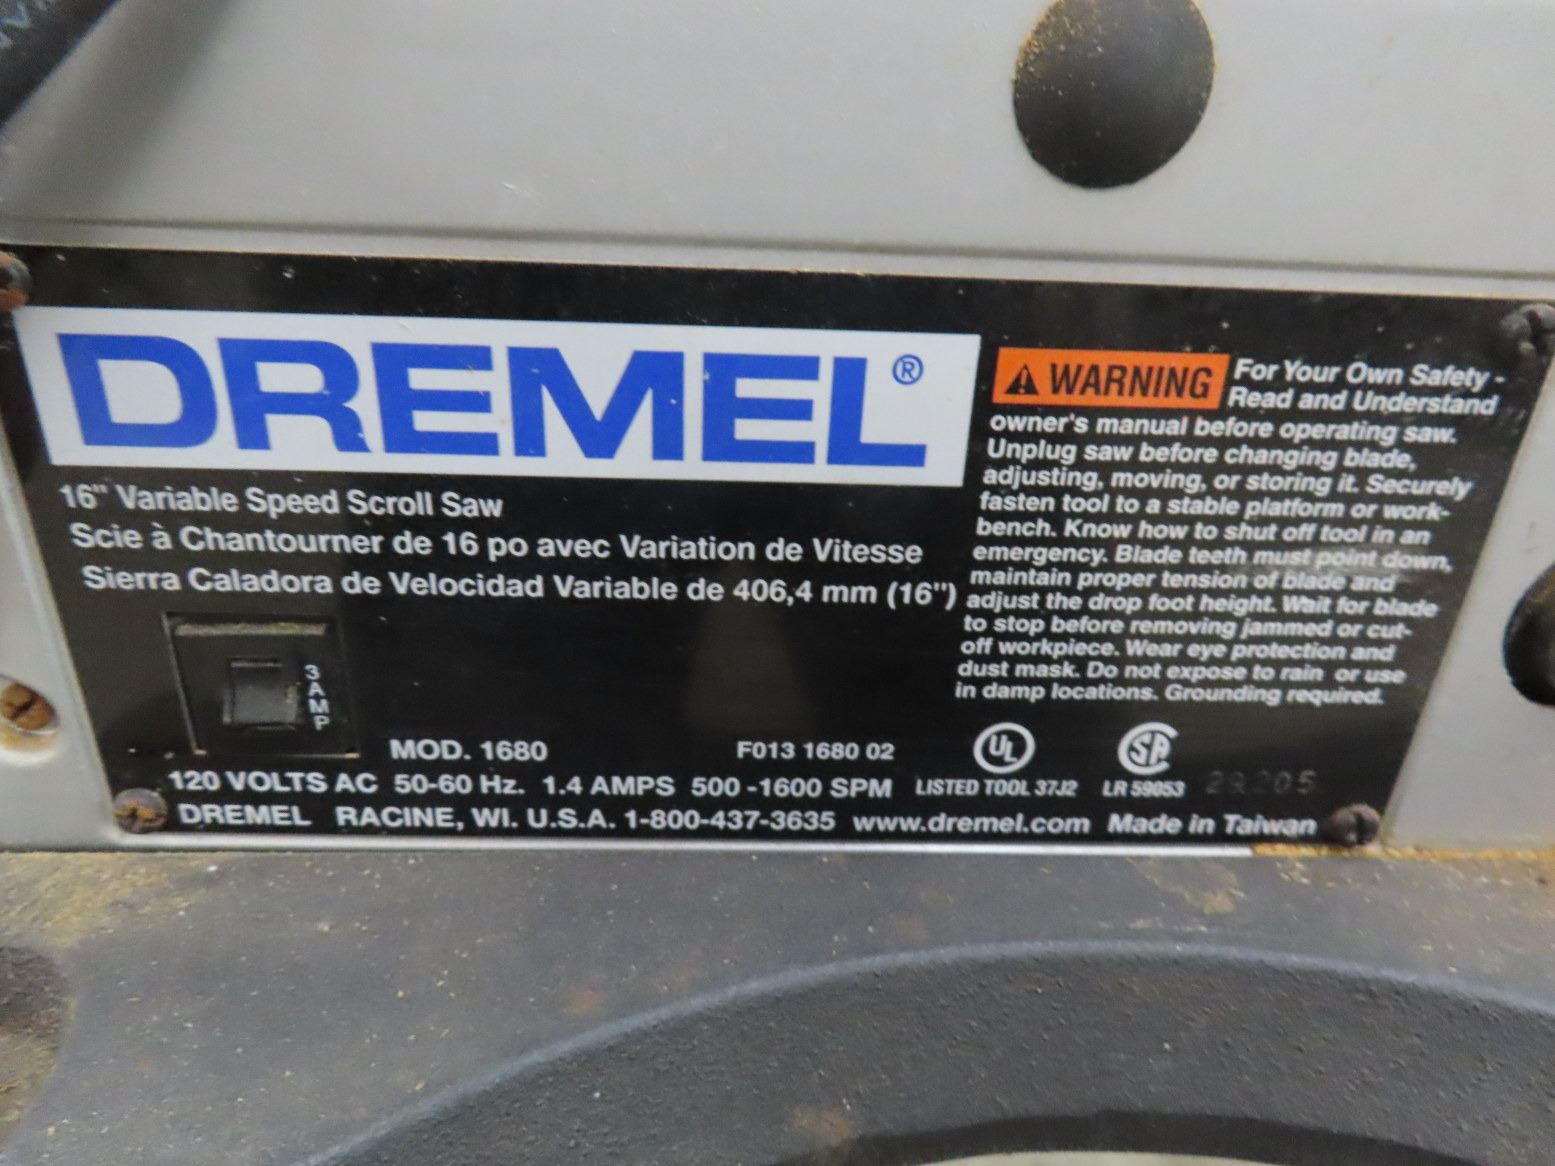 DREMEL®
16" Variable Speed Scroll Saw
Scie à Chantourner de 16 po avec Variation de Vitesse
Sierra Caladora de Velocidad Variable de 406,4 mm (16")
3 AMP
MOD. 1680
F013 1680 02
120 VOLTS AC 50-60 Hz. 1.4 AMPS 500-1600 SPM
DREMEL RACINE, WI. U.S.A. 1-800-437-3635 www.dremel.com Made in Taiwan
WARNING For Your Own Safety -
Read and Understand
owner's manual before operating saw.
Unplug saw before changing blade,
adjusting, moving, or storing it. Securely
fasten tool to a stable platform or work-
bench. Know how to shut off tool in an
emergency. Blade teeth must point down,
maintain proper tension of blade and
adjust the drop foot height. Wait for blade
to stop before removing jammed or cut-
off workpiece. Wear eye protection and
dust mask. Do not expose to rain or use
in damp locations. Grounding required.
UL
LISTED TOOL 37J2
SA
LR 59053